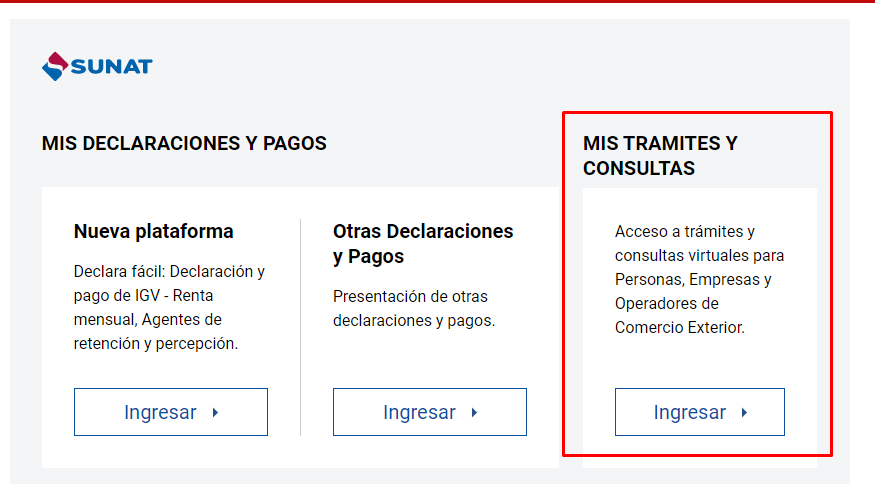 SUNAT
MIS DECLARACIONES Y PAGOS
Nueva plataforma
Declara fácil: Declaración y
pago de IGV - Renta
mensual, Agentes de
retención y percepción.
Ingresar
Otras Declaraciones
y Pagos
Presentación de otras
declaraciones y pagos.
Ingresar
MIS TRAMITES Y
CONSULTAS
Acceso a trámites y
consultas virtuales para
Personas, Empresas y
Operadores de
Comercio Exterior.
Ingresar